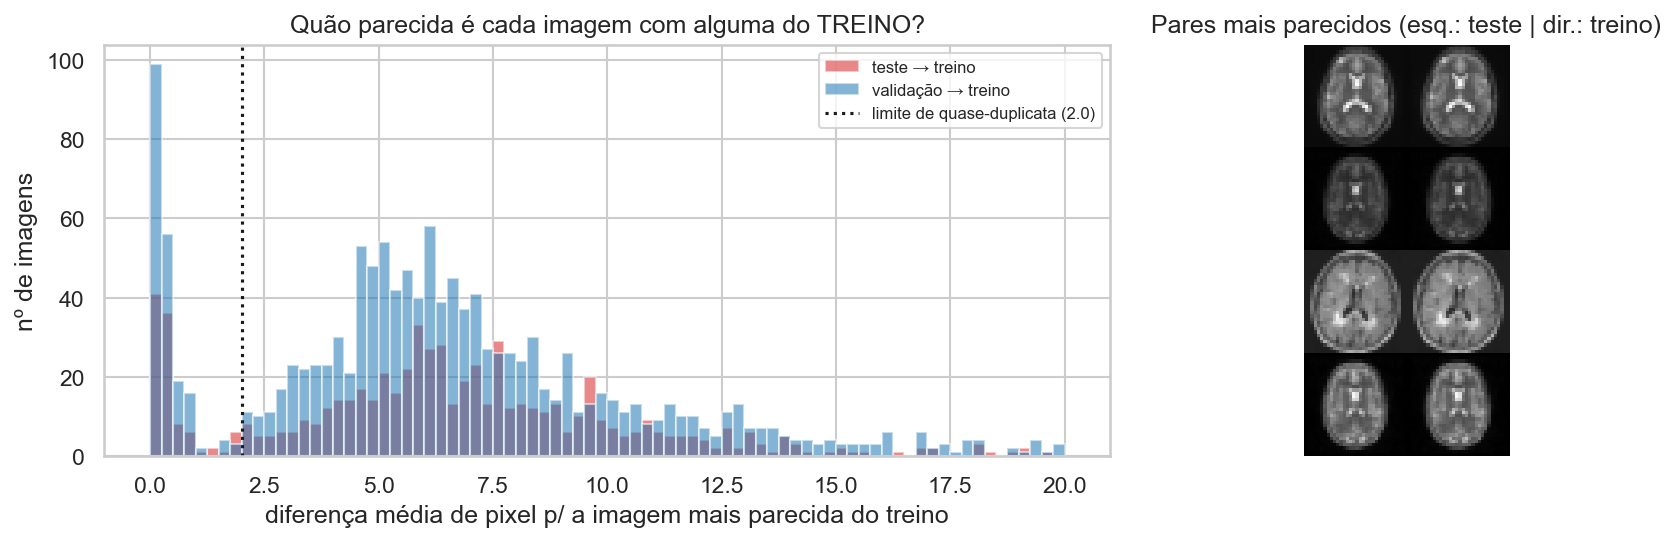 Quão parecida é cada imagem com alguma do TREINO?
Pares mais parecidos (esq.: teste | dir.: treino)
teste → treino
validação → treino
limite de quase-duplicata (2.0)
nº de imagens
100
80
60
40
20
0
0.0 2.5 5.0 7.5 10.0 12.5 15.0 17.5 20.0
diferença média de pixel p/ a imagem mais parecida do treino